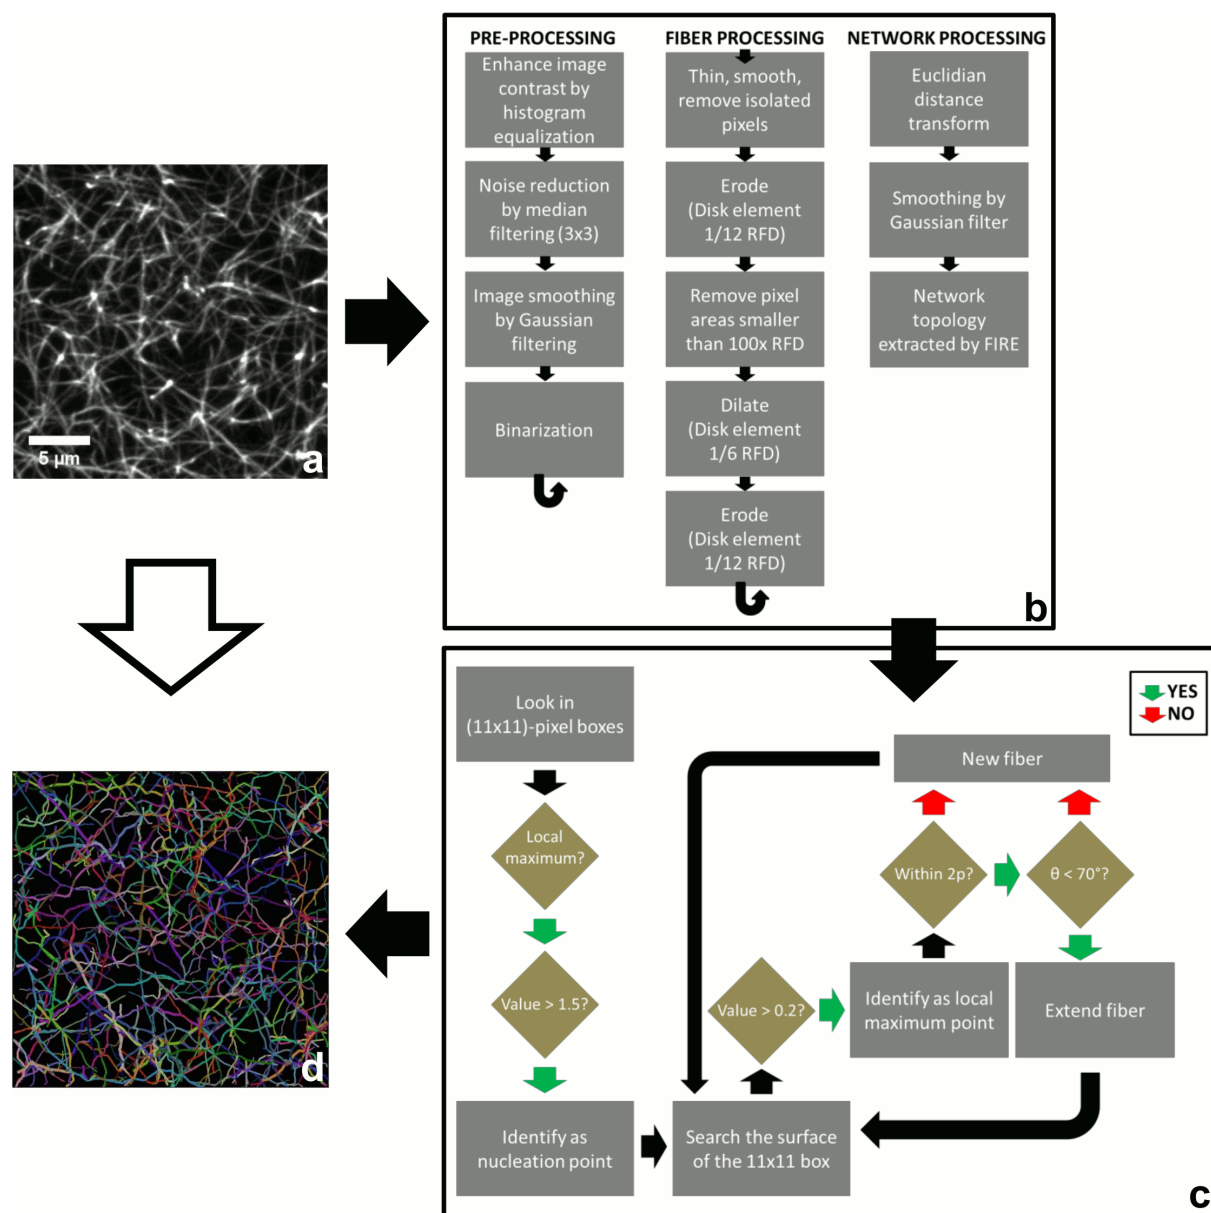 PRE-PROCESSING
Enhance image
contrast by
histogram
equalization
Noise reduction
by median
filtering (3x3)
Image smoothing
by Gaussian
filtering
Binarization
FIBER PROCESSING
Thin, smooth,
remove isolated
pixels
Erode
(Disk element
1/12 RFD)
Remove pixel
areas smaller
than 100x RFD
Dilate
(Disk element
1/6 RFD)
Erode
(Disk element
1/12 RFD)
NETWORK PROCESSING
Euclidian
distance
transform
Smoothing by
Gaussian filter
Network
topology
extracted by FIRE
b
5 µm
a
Look in
(11x11)-pixel boxes
Local
maximum?
Value > 1.5?
Identify as
nucleation point
Search the surface
of the 11x11 box
Value > 0.2?
Identify as local
maximum point
Within 2p?
θ < 70°?
New fiber
Extend fiber
YES
NO
c
d